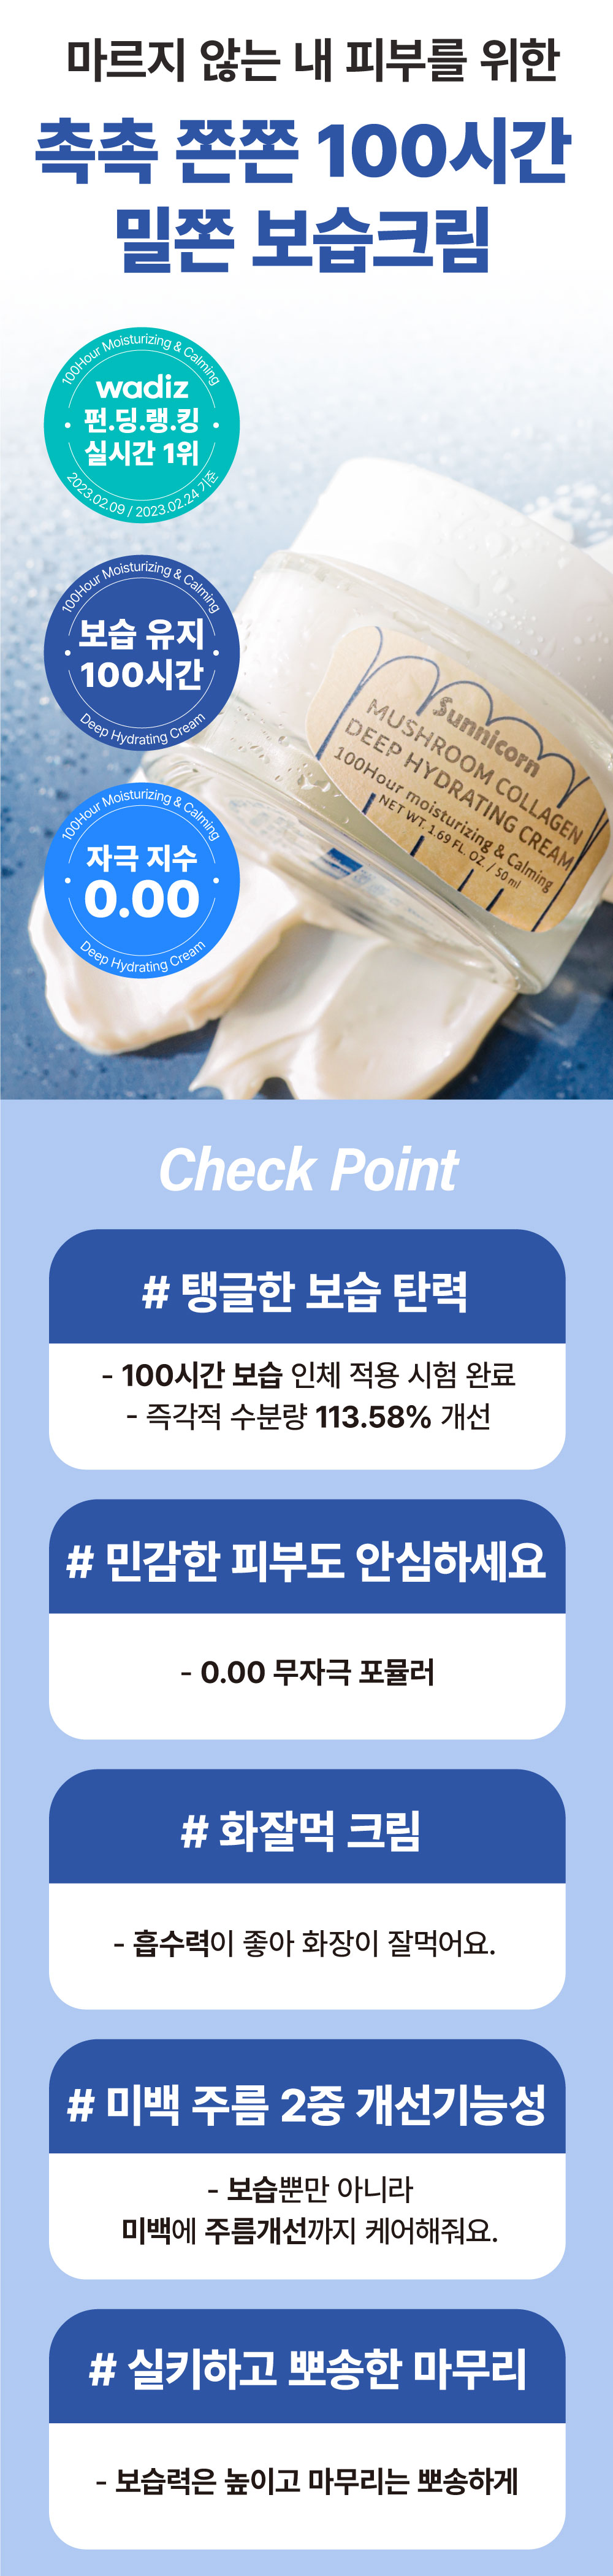 마르지 않는 내 피부를 위한
촉촉 쫀쫀 100시간
밀쫀 보습크림
100Hour Moisturizing & Calming
wadiz
펀.딩.랭.킹
실시간 1위
2023.02.09 / 2023.02.24 기준
100Hour Moisturizing & Calming
보습 유지
100시간
Deep Hydrating Cream
100Hour Moisturizing & Calming
자극 지수
0.00
Deep Hydrating Cream
Sunnicorn
MUSHROOM COLLAGEN
DEEP HYDRATING CREAM
100Hour moisturizing & Calming
NET WT. 1.69 FL. OZ. / 50 ml
Check Point
# 탱글한 보습 탄력
- 100시간 보습 인체 적용 시험 완료
- 즉각적 수분량 113.58% 개선
# 민감한 피부도 안심하세요
- 0.00 무자극 포뮬러
# 화잘먹 크림
- 흡수력이 좋아 화장이 잘먹어요.
# 미백 주름 2중 개선기능성
- 보습뿐만 아니라
미백에 주름개선까지 케어해줘요.
# 실키하고 뽀송한 마무리
- 보습력은 높이고 마무리는 뽀송하게